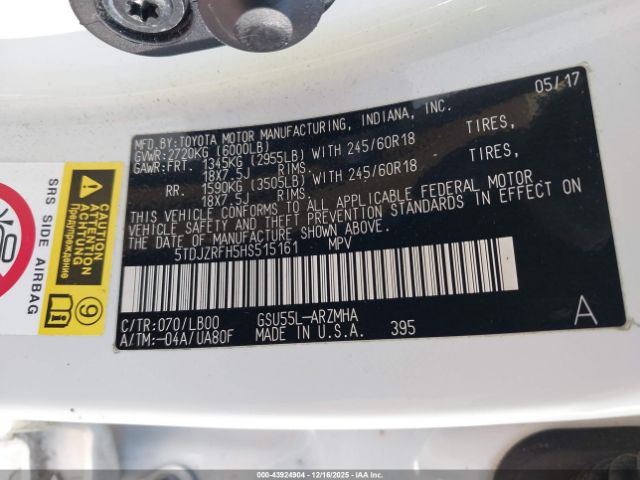 05/17
MFD.BY:TOYOTA MOTOR MANUFACTURING, INDIANA, INC.
GVWR:2720KG (6000LB)
GAWR:FRT. 1345KG (2955LB) WITH 245/60R18 TIRES,
18X7.5J RIMS.
RR. 1590KG (3505LB) WITH 245/60R18 TIRES,
18X7.5J RIMS.
THIS VEHICLE CONFORMS TO ALL APPLICABLE FEDERAL MOTOR
VEHICLE SAFETY AND THEFT PREVENTION STANDARDS IN
EFFECT ON THE DATE OF MANUFACTURE SHOWN ABOVE.
5TDJZRFH5HS515161 MPV
C/TR:070/LB00 GSU55L-ARZMHA
A/TM:-04A/UA80F MADE IN U.S.A. 395
A
SRS SIDE AIRBAG
CAUTION
ATTENTION
Предупреждение
9
000-43924904 | 12/16/2025 | IAAI.COM